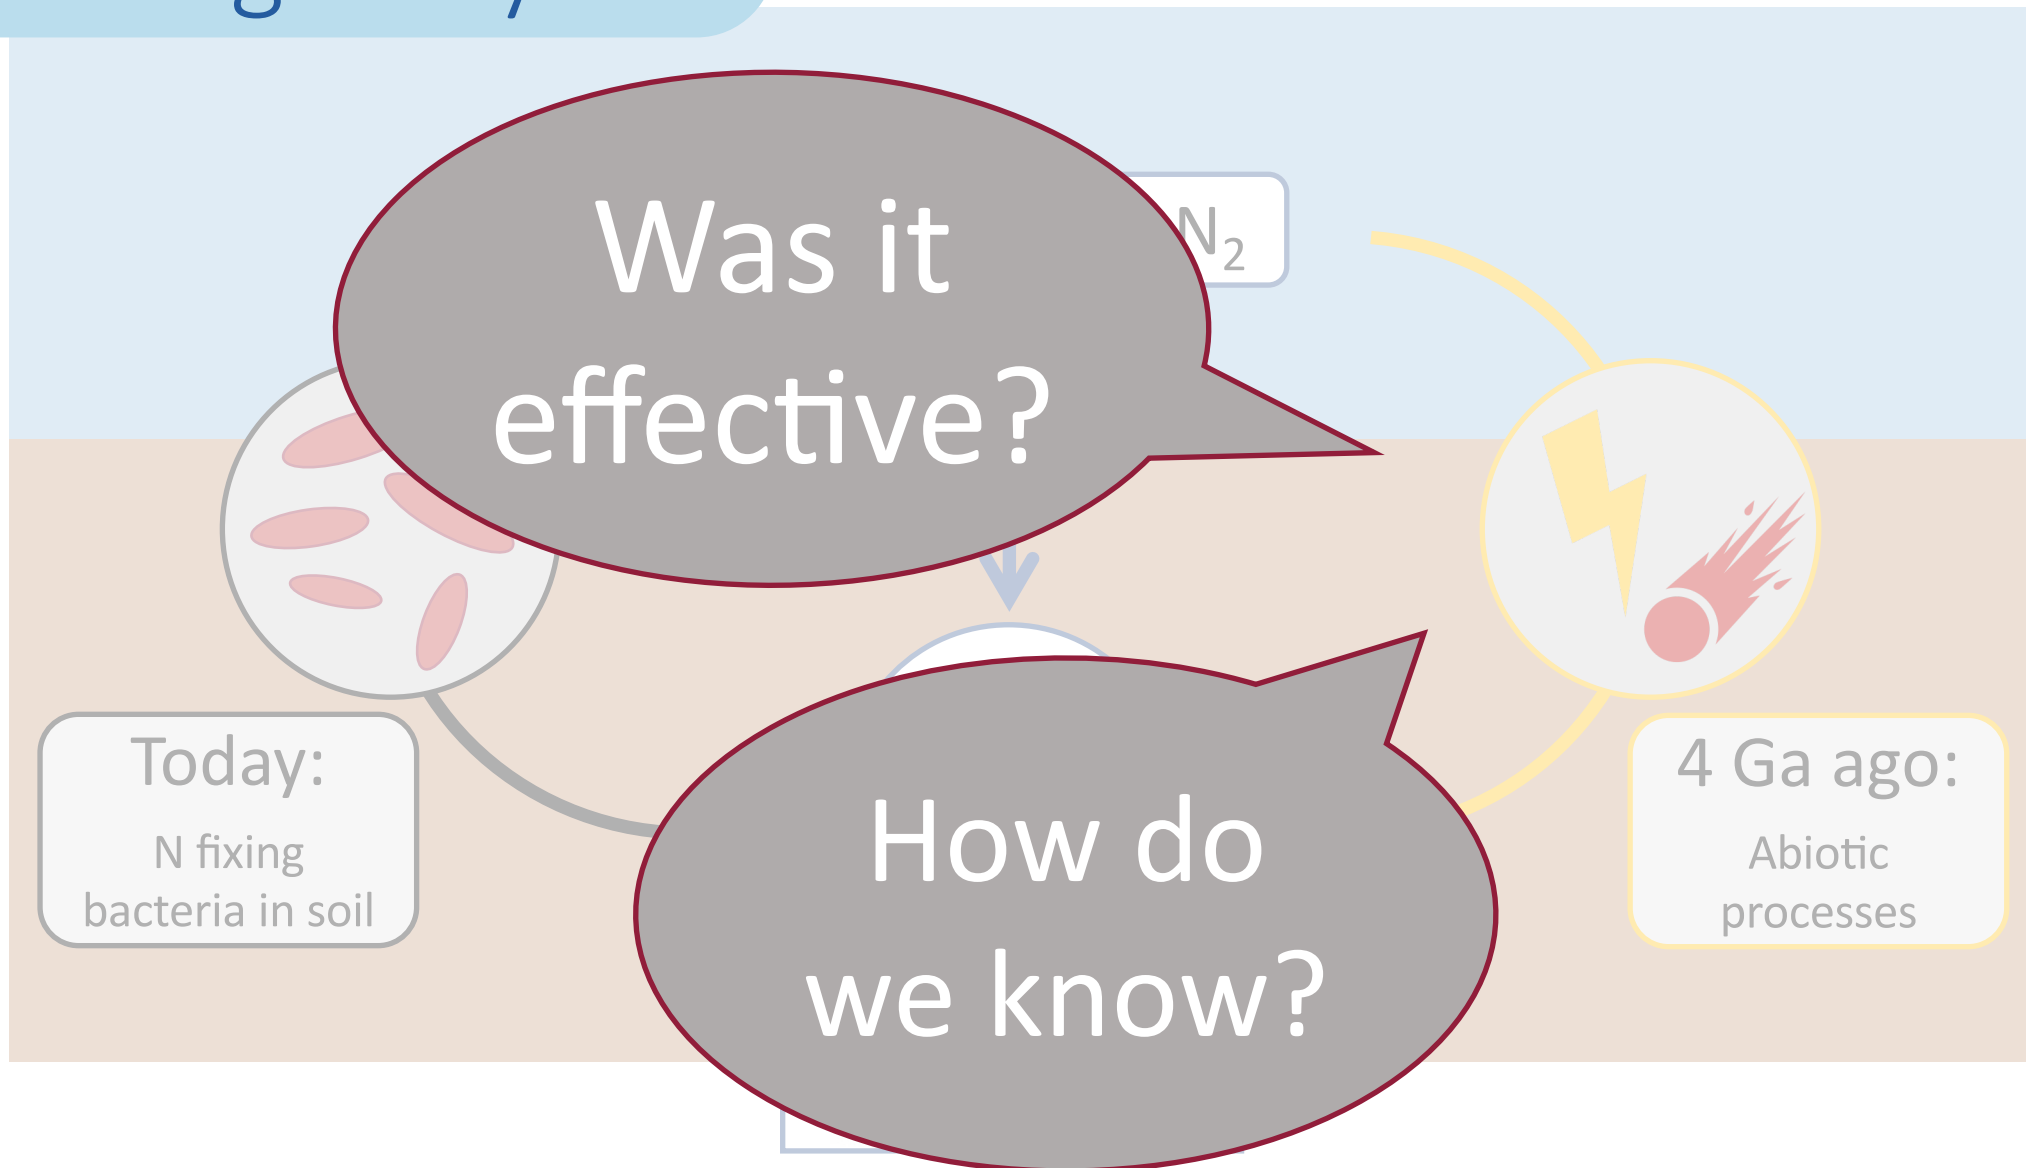 Was it
effective?
N₂
Today:
N fixing
bacteria in soil
How do
we know?
4 Ga ago:
Abiotic
processes